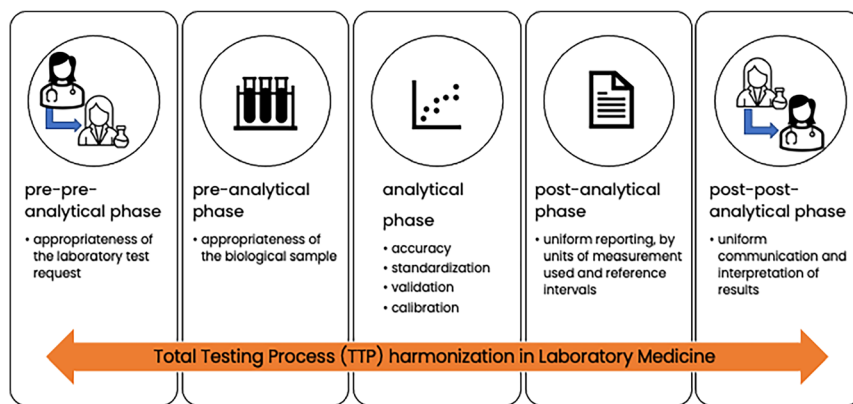 pre-pre-
analytical phase
• appropriateness of
the laboratory test
request
pre-analytical
phase
• appropriateness of
the biological sample
analytical
phase
• accuracy
• standardization
• validation
• calibration
post-analytical
phase
• uniform reporting, by
units of measurement
used and reference
intervals
post-post-
analytical phase
• uniform
communication and
interpretation of
results
Total Testing Process (TTP) harmonization in Laboratory Medicine